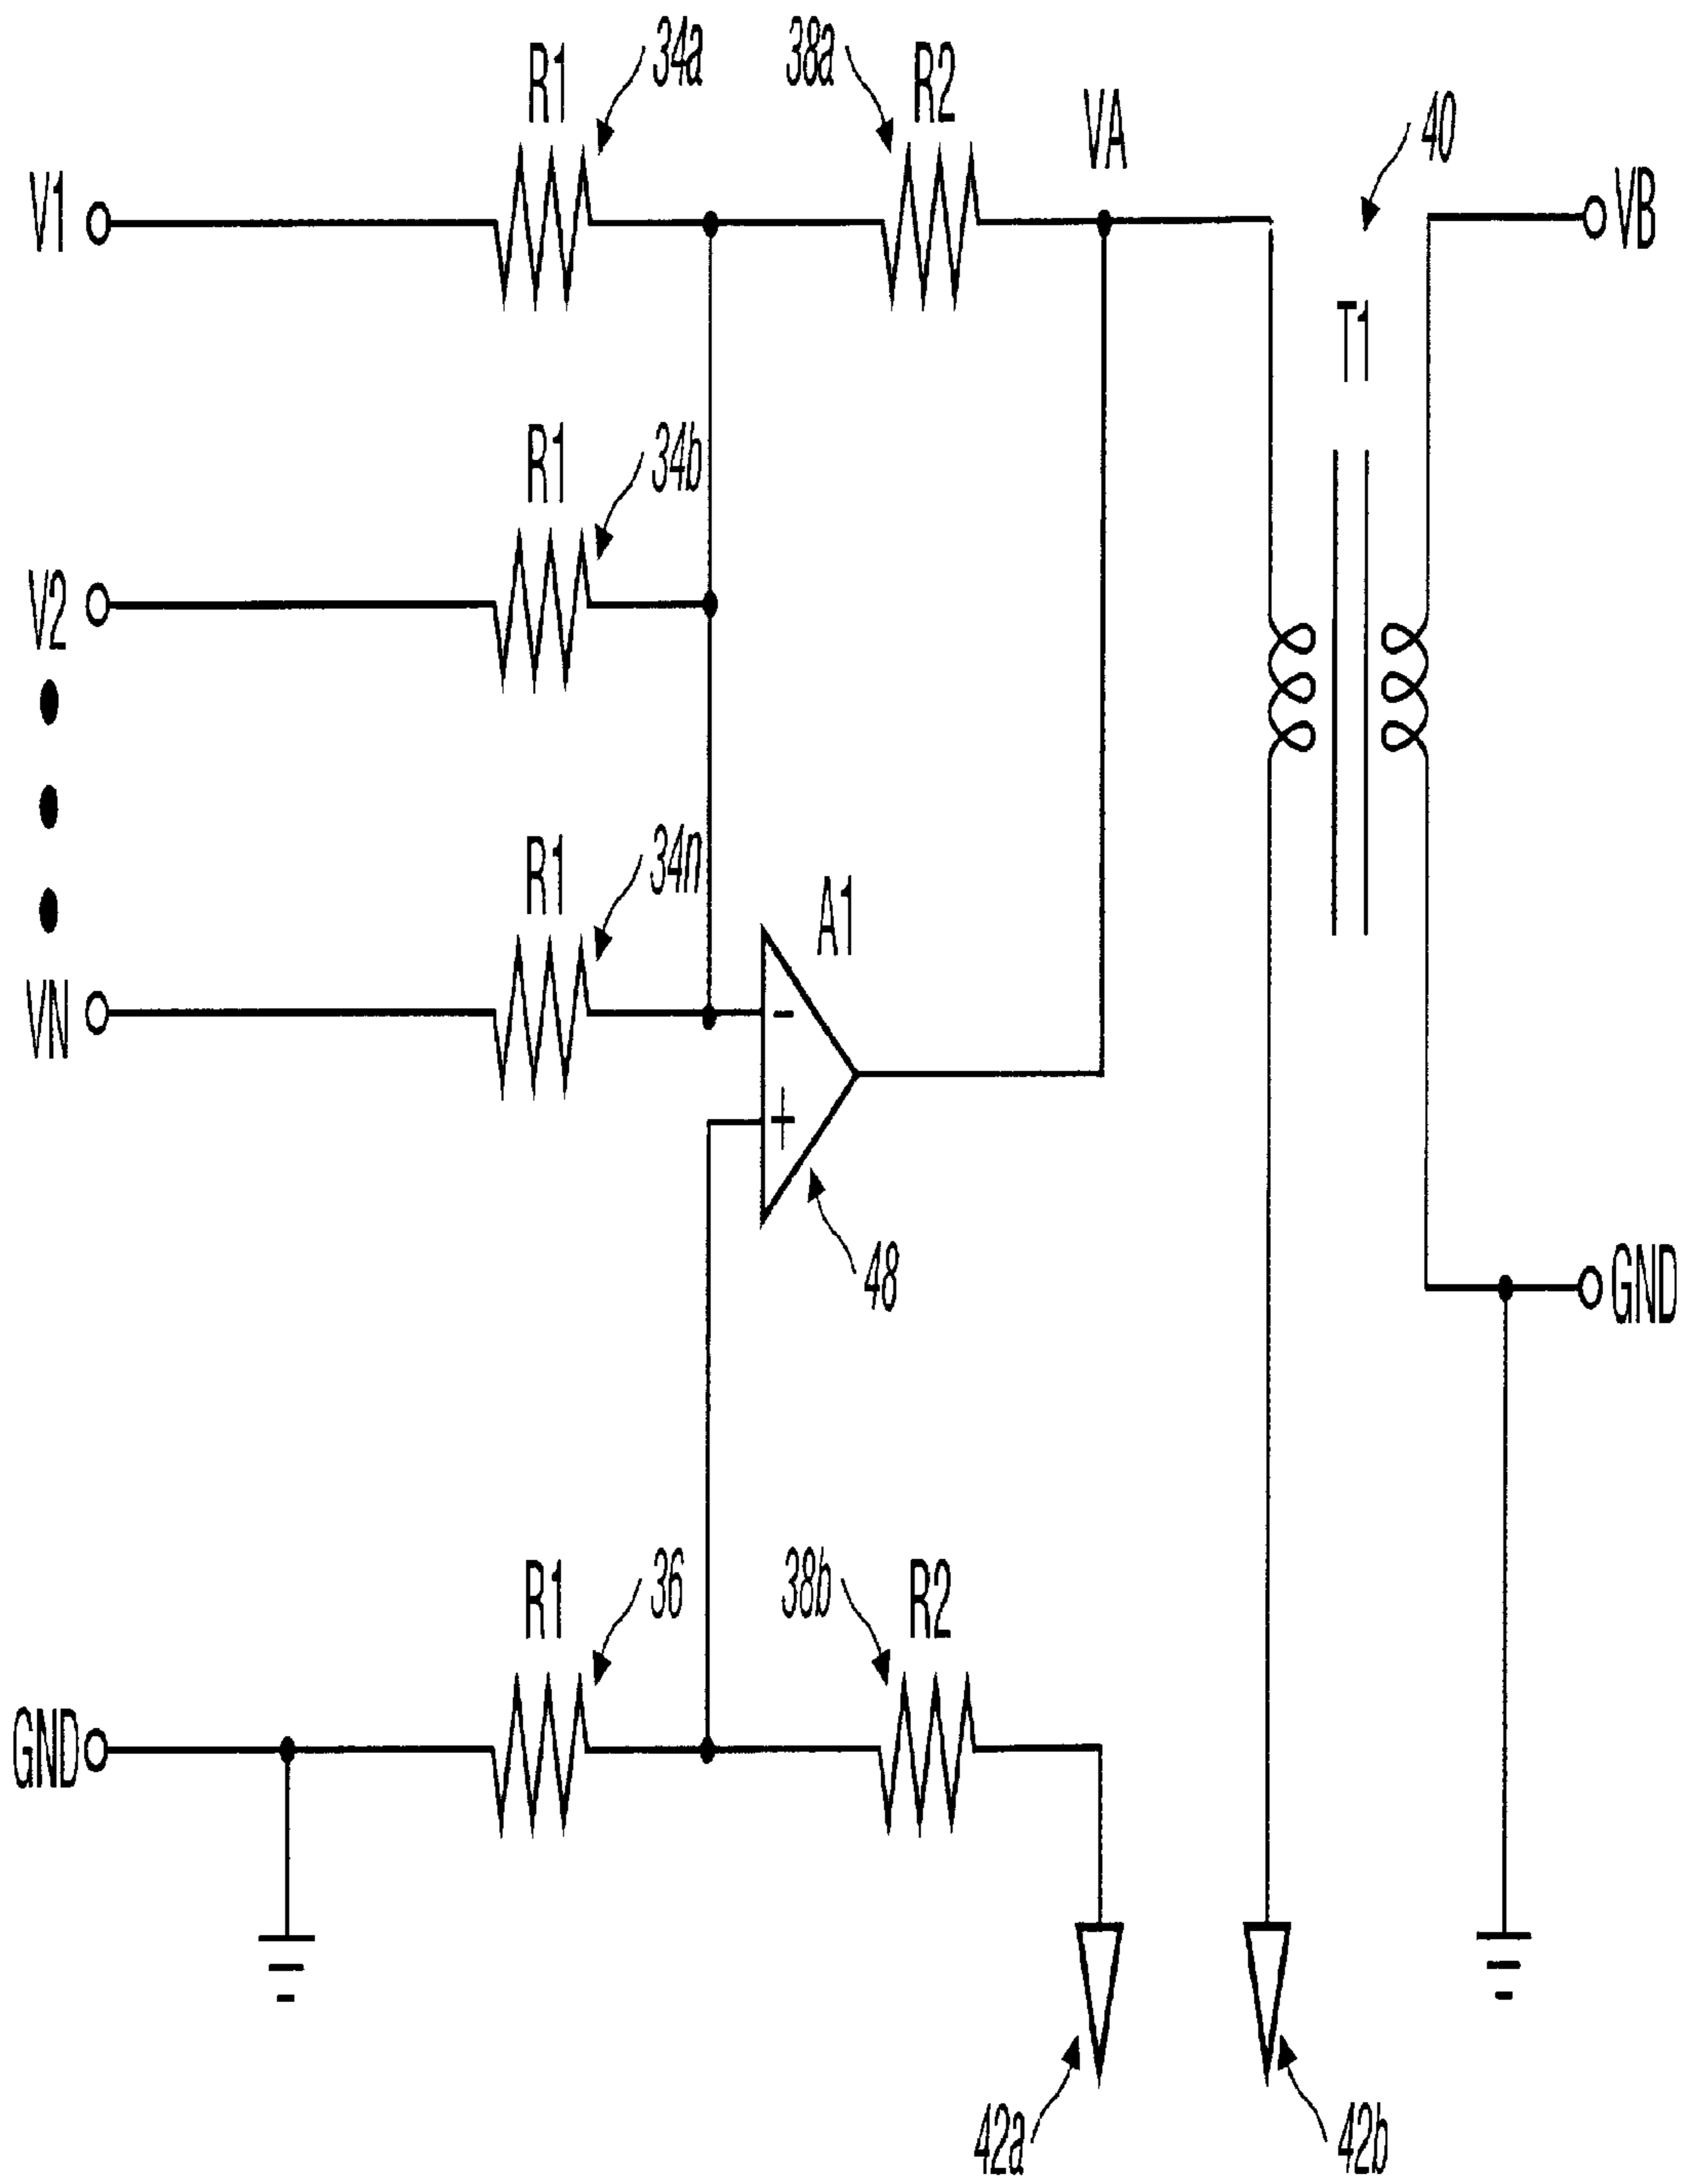 R1
34a
38a
R2
VA
40
V1
VB
T1
R1
34b
V2
R1
34n
A1
VN
-
+
48
GND
R1
36
38b
R2
GND
42a
42b